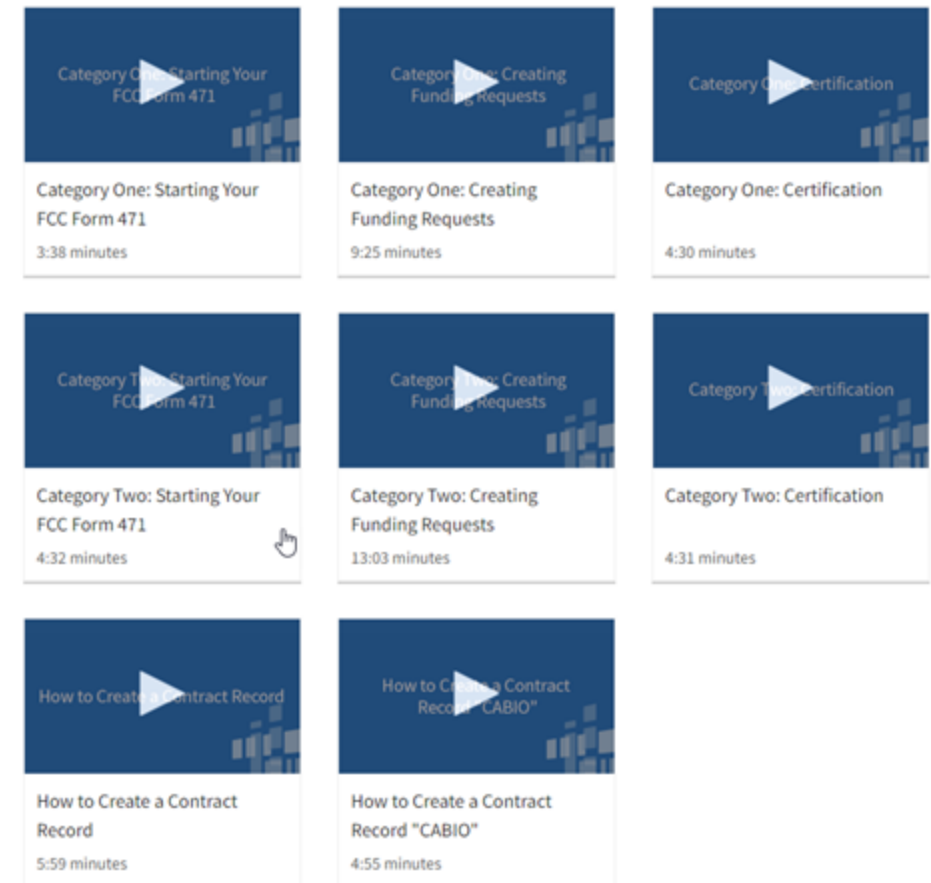 Category One: Starting Your
FCC Form 471
Category One: Starting Your
FCC Form 471
3:38 minutes
Category One: Creating
Funding Requests
Category One: Creating
Funding Requests
9:25 minutes
Category One: Certification
Category One: Certification
4:30 minutes
Category Two: Starting Your
FCC Form 471
Category Two: Starting Your
FCC Form 471
4:32 minutes
Category Two: Creating
Funding Requests
Category Two: Creating
Funding Requests
13:03 minutes
Category Two: Certification
Category Two: Certification
4:31 minutes
How to Create a Contract Record
How to Create a Contract
Record
5:59 minutes
How to Create a Contract
Record "CABIO"
How to Create a Contract
Record "CABIO"
4:55 minutes